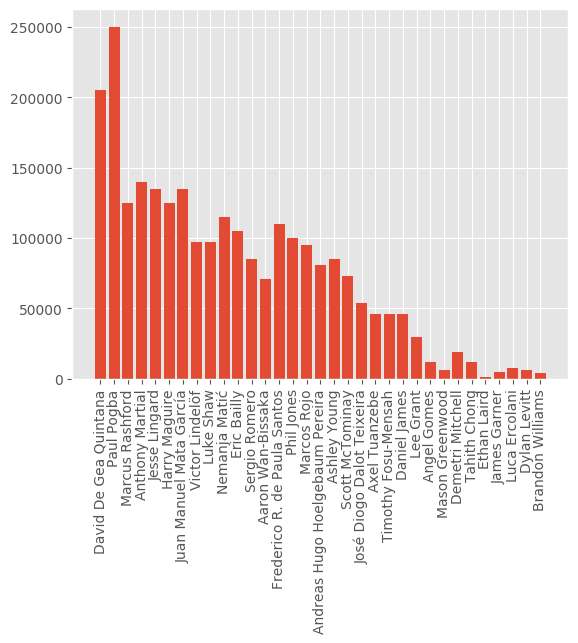 250000
200000
150000
100000
50000
0
David De Gea Quintana
Paul Pogba
Marcus Rashford
Anthony Martial
Jesse Lingard
Harry Maguire
Juan Manuel Mata García
Victor Lindelöf
Luke Shaw
Nemanja Matić
Eric Bailly
Sergio Romero
Aaron Wan-Bissaka
Frederico R. de Paula Santos
Phil Jones
Marcos Rojo
Andreas Hugo Hoelgebaum Pereira
Ashley Young
Scott McTominay
José Diogo Dalot Teixeira
Axel Tuanzebe
Timothy Fosu-Mensah
Daniel James
Lee Grant
Angel Gomes
Mason Greenwood
Demetri Mitchell
Tahith Chong
Ethan Laird
James Garner
Luca Ercolani
Dylan Levitt
Brandon Williams